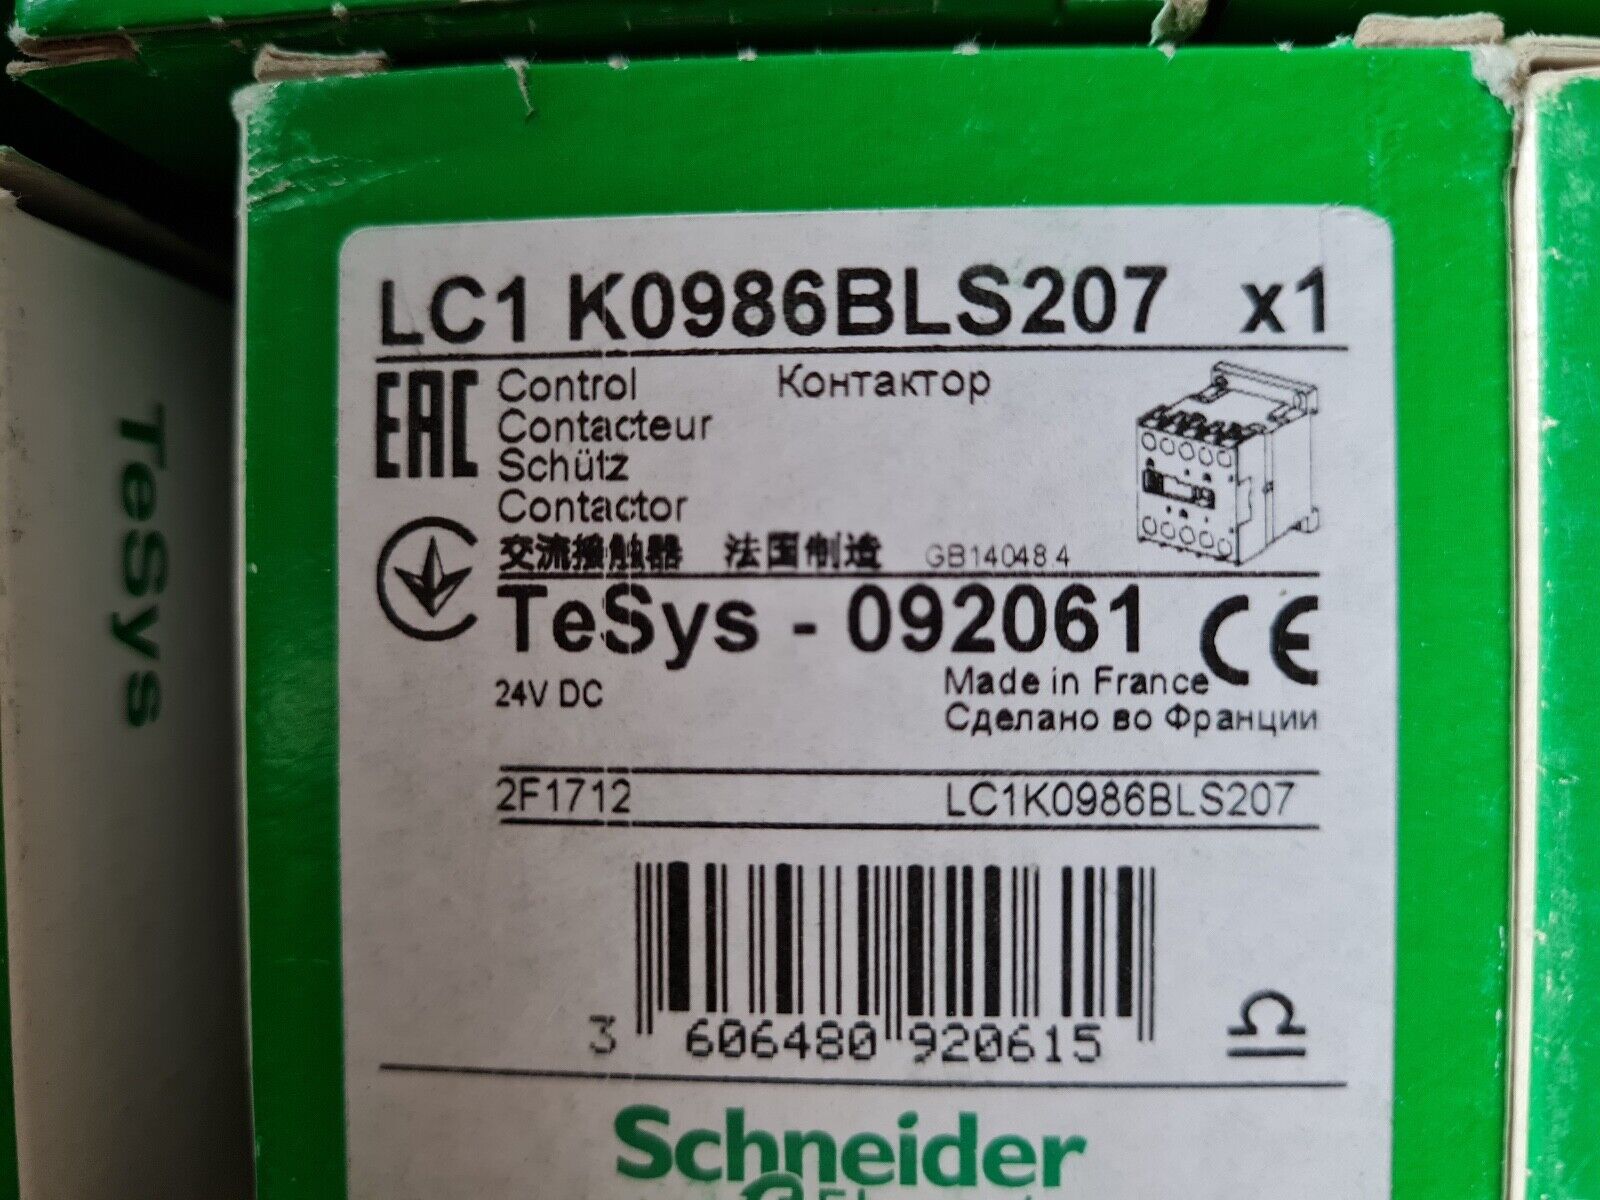 LC1 K0986BLS207 x1
EAC
Control Контактор
Contacteur
Schütz
Contactor
交流接触器 法国制造 GB14048.4
TeSys - 092061 CE
24V DC Made in France
Сделано во Франции
2F1712 LC1K0986BLS207
3 606480 920615
Schneider
TeSys